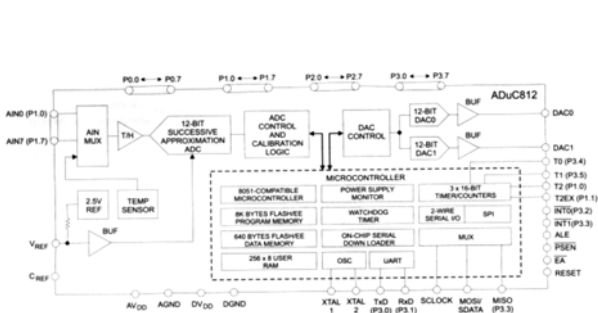 P0.0 ↔ P0.7
P1.0 ↔ P1.7
P2.0 ↔ P2.7
P3.0 ↔ P3.7
ADuC812
AIN0 (P1.0)
AIN7 (P1.7)
AIN
MUX
T/H
12-BIT
SUCCESSIVE
APPROXIMATION
ADC
ADC
CONTROL
AND
CALIBRATION
LOGIC
DAC
CONTROL
12-BIT
DAC0
BUF
12-BIT
DAC1
BUF
DAC0
DAC1
T0 (P3.4)
T1 (P3.5)
T2 (P1.0)
T2EX (P1.1)
INT0(P3.2)
INT1(P3.3)
ALE
PSEN
EA
RESET
2.5V
REF
TEMP
SENSOR
BUF
VREF
CREF
MICROCONTROLLER
8051-COMPATIBLE
MICROCONTROLLER
POWER SUPPLY
MONITOR
3 x 16-BIT
TIMER/COUNTERS
8K BYTES FLASH/EE
PROGRAM MEMORY
WATCHDOG
TIMER
2-WIRE
SERIAL I/O
SPI
640 BYTES FLASH/EE
DATA MEMORY
ON-CHIP SERIAL
DOWN LOADER
MUX
256 x 8 USER
RAM
OSC
UART
AVDD
AGND
DVDD
DGND
XTAL
1
XTAL
2
TxD
(P3.0)
RxD
(P3.1)
SCLOCK
MOSI/
SDATA
MISO
(P3.3)